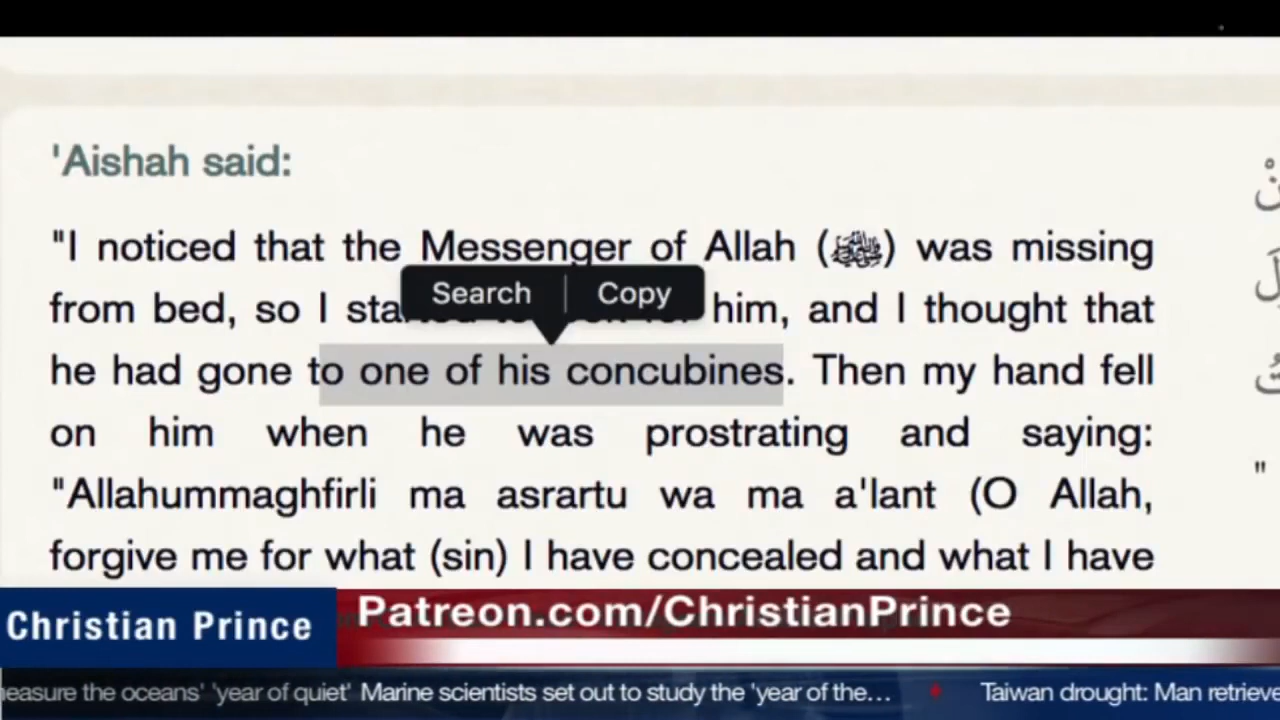 'Aishah said:
"I noticed that the Messenger of Allah (ﷺ) was missing
Search Copy
from bed, so I him, and I thought that
he had gone to one of his concubines. Then my hand fell
on him when he was prostrating and saying:
"Allahummaghfirli ma asrartu wa ma a'lant (O Allah,
forgive me for what (sin) I have concealed and what I have
Christian Prince
Patreon.com/ChristianPrince
the oceans' 'year of quiet' Marine scientists set out to study the 'year of the...
Taiwan drought: Man